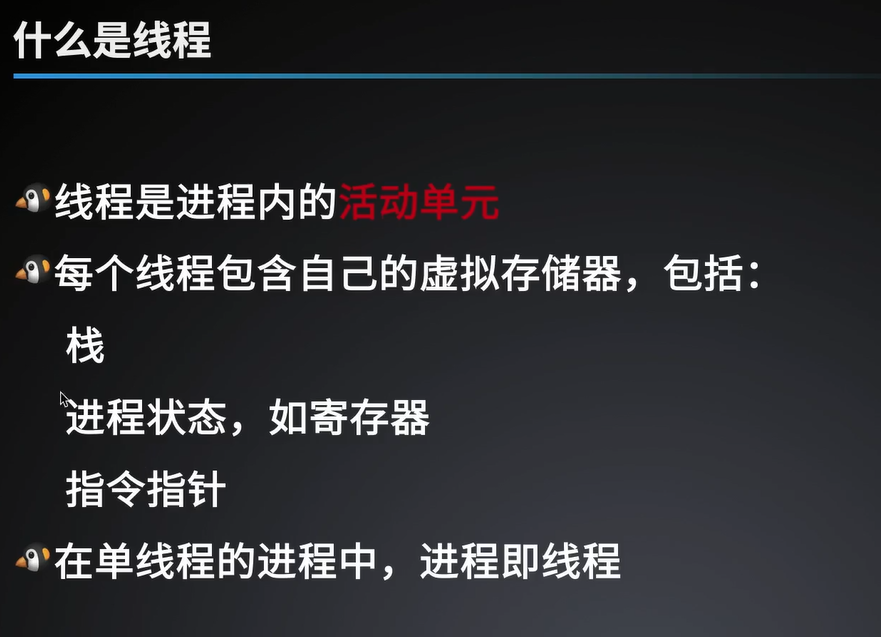 什么是线程
线程是进程内的活动单元
每个线程包含自己的虚拟存储器，包括：
栈
进程状态，如寄存器
指令指针
在单线程的进程中，进程即线程